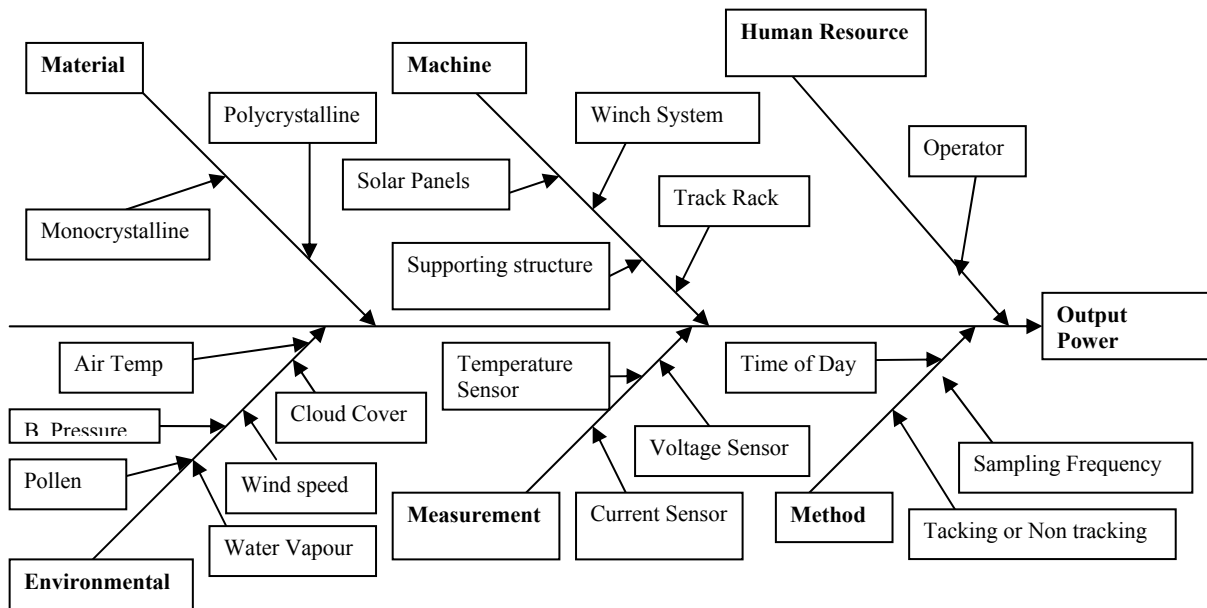 Human Resource
Material
Machine
Polycrystalline
Winch System
Operator
Solar Panels
Track Rack
Monocrystalline
Supporting structure
Output
Power
Air Temp
Temperature
Sensor
Time of Day
Cloud Cover
B. Pressure
Voltage Sensor
Pollen
Wind speed
Sampling Frequency
Measurement
Current Sensor
Method
Tacking or Non tracking
Water Vapour
Environmental